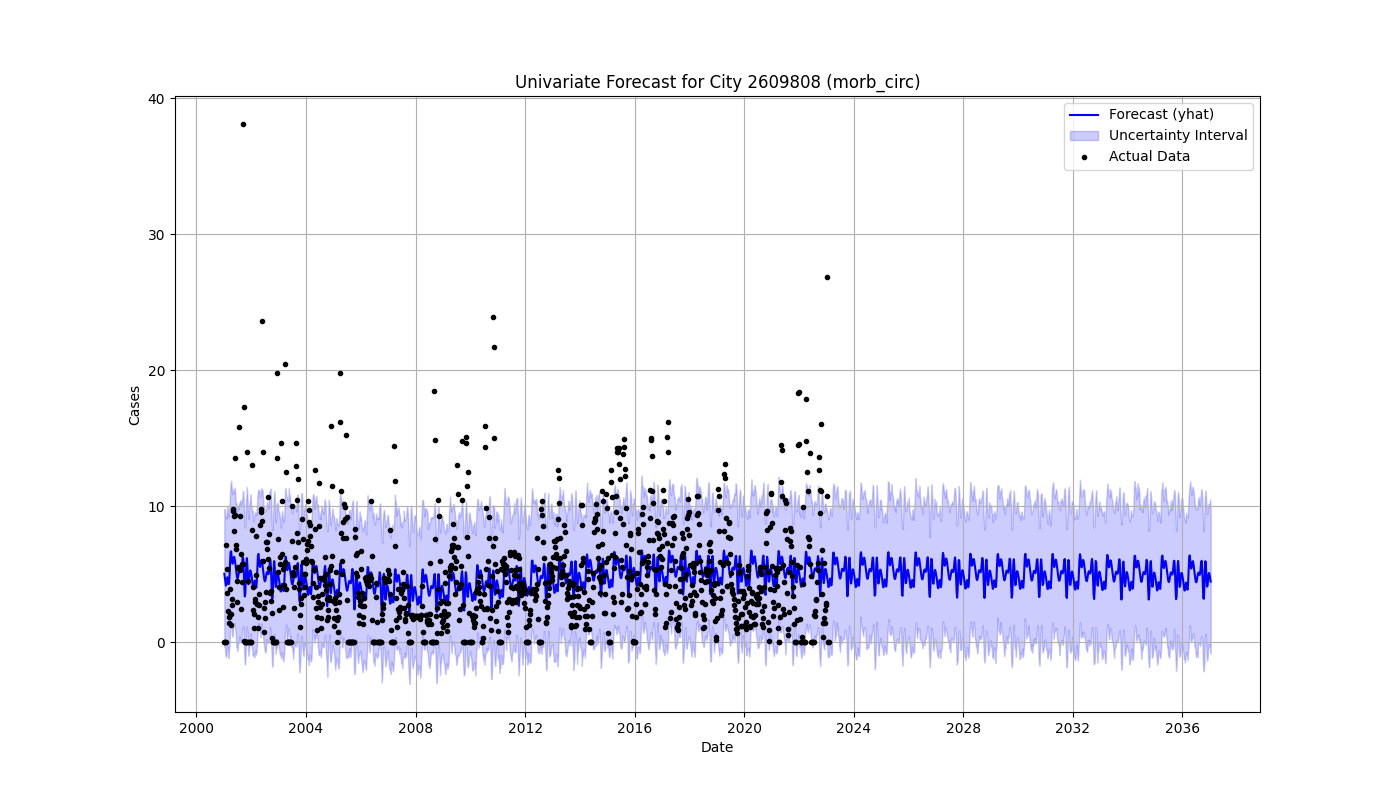 Univariate Forecast for City 2609808 (morb_circ)
Forecast (yhat)
Uncertainty Interval
Actual Data
40
30
20
10
0
Cases
2000 2004 2008 2012 2016 2020 2024 2028 2032 2036
Date